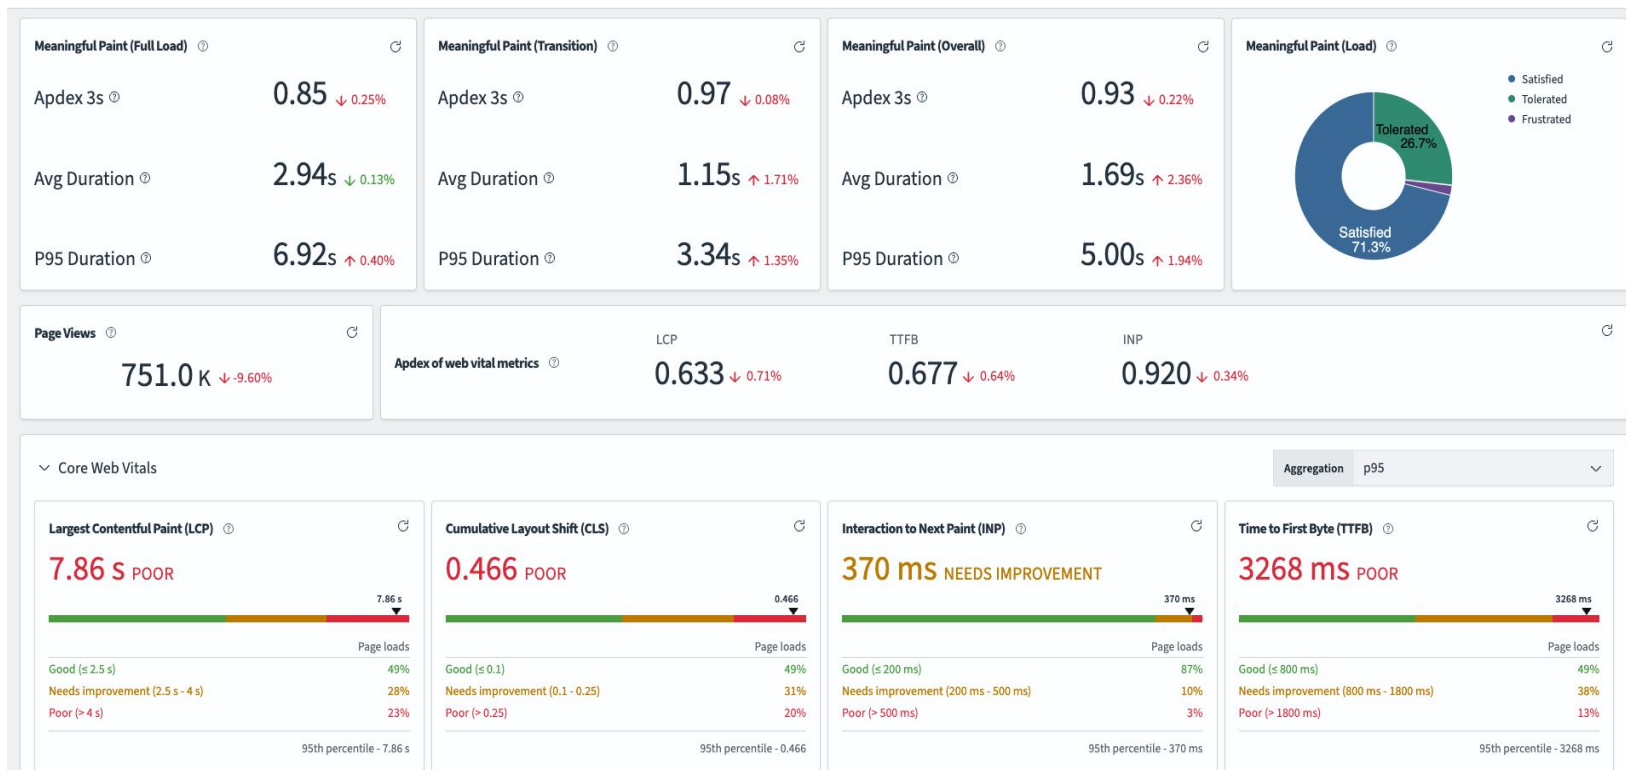 Meaningful Paint (Full Load)
Apdex 3s 0.85 ↓ 0.25%
Avg Duration 2.94s ↓ 0.13%
P95 Duration 6.92s ↑ 0.40%
Meaningful Paint (Transition)
Apdex 3s 0.97 ↓ 0.08%
Avg Duration 1.15s ↑ 1.71%
P95 Duration 3.34s ↑ 1.35%
Meaningful Paint (Overall)
Apdex 3s 0.93 ↓ 0.22%
Avg Duration 1.69s ↑ 2.36%
P95 Duration 5.00s ↑ 1.94%
Meaningful Paint (Load)
Satisfied
Tolerated
Frustrated
Tolerated
26.7%
Satisfied
71.3%
Page Views
751.0 K ↓ -9.60%
Apdex of web vital metrics
LCP
0.633 ↓ 0.71%
TTFB
0.677 ↓ 0.64%
INP
0.920 ↓ 0.34%
Core Web Vitals
Aggregation p95
Largest Contentful Paint (LCP)
7.86 s POOR
7.86 s
Page loads
Good (≤ 2.5 s) 49%
Needs improvement (2.5 s - 4 s) 28%
Poor (> 4 s) 23%
95th percentile - 7.86 s
Cumulative Layout Shift (CLS)
0.466 POOR
0.466
Page loads
Good (≤ 0.1) 49%
Needs improvement (0.1 - 0.25) 31%
Poor (> 0.25) 20%
95th percentile - 0.466
Interaction to Next Paint (INP)
370 ms NEEDS IMPROVEMENT
370 ms
Page loads
Good (≤ 200 ms) 87%
Needs improvement (200 ms - 500 ms) 10%
Poor (> 500 ms) 3%
95th percentile - 370 ms
Time to First Byte (TTFB)
3268 ms POOR
3268 ms
Page loads
Good (≤ 800 ms) 49%
Needs improvement (800 ms - 1800 ms) 38%
Poor (> 1800 ms) 13%
95th percentile - 3268 ms